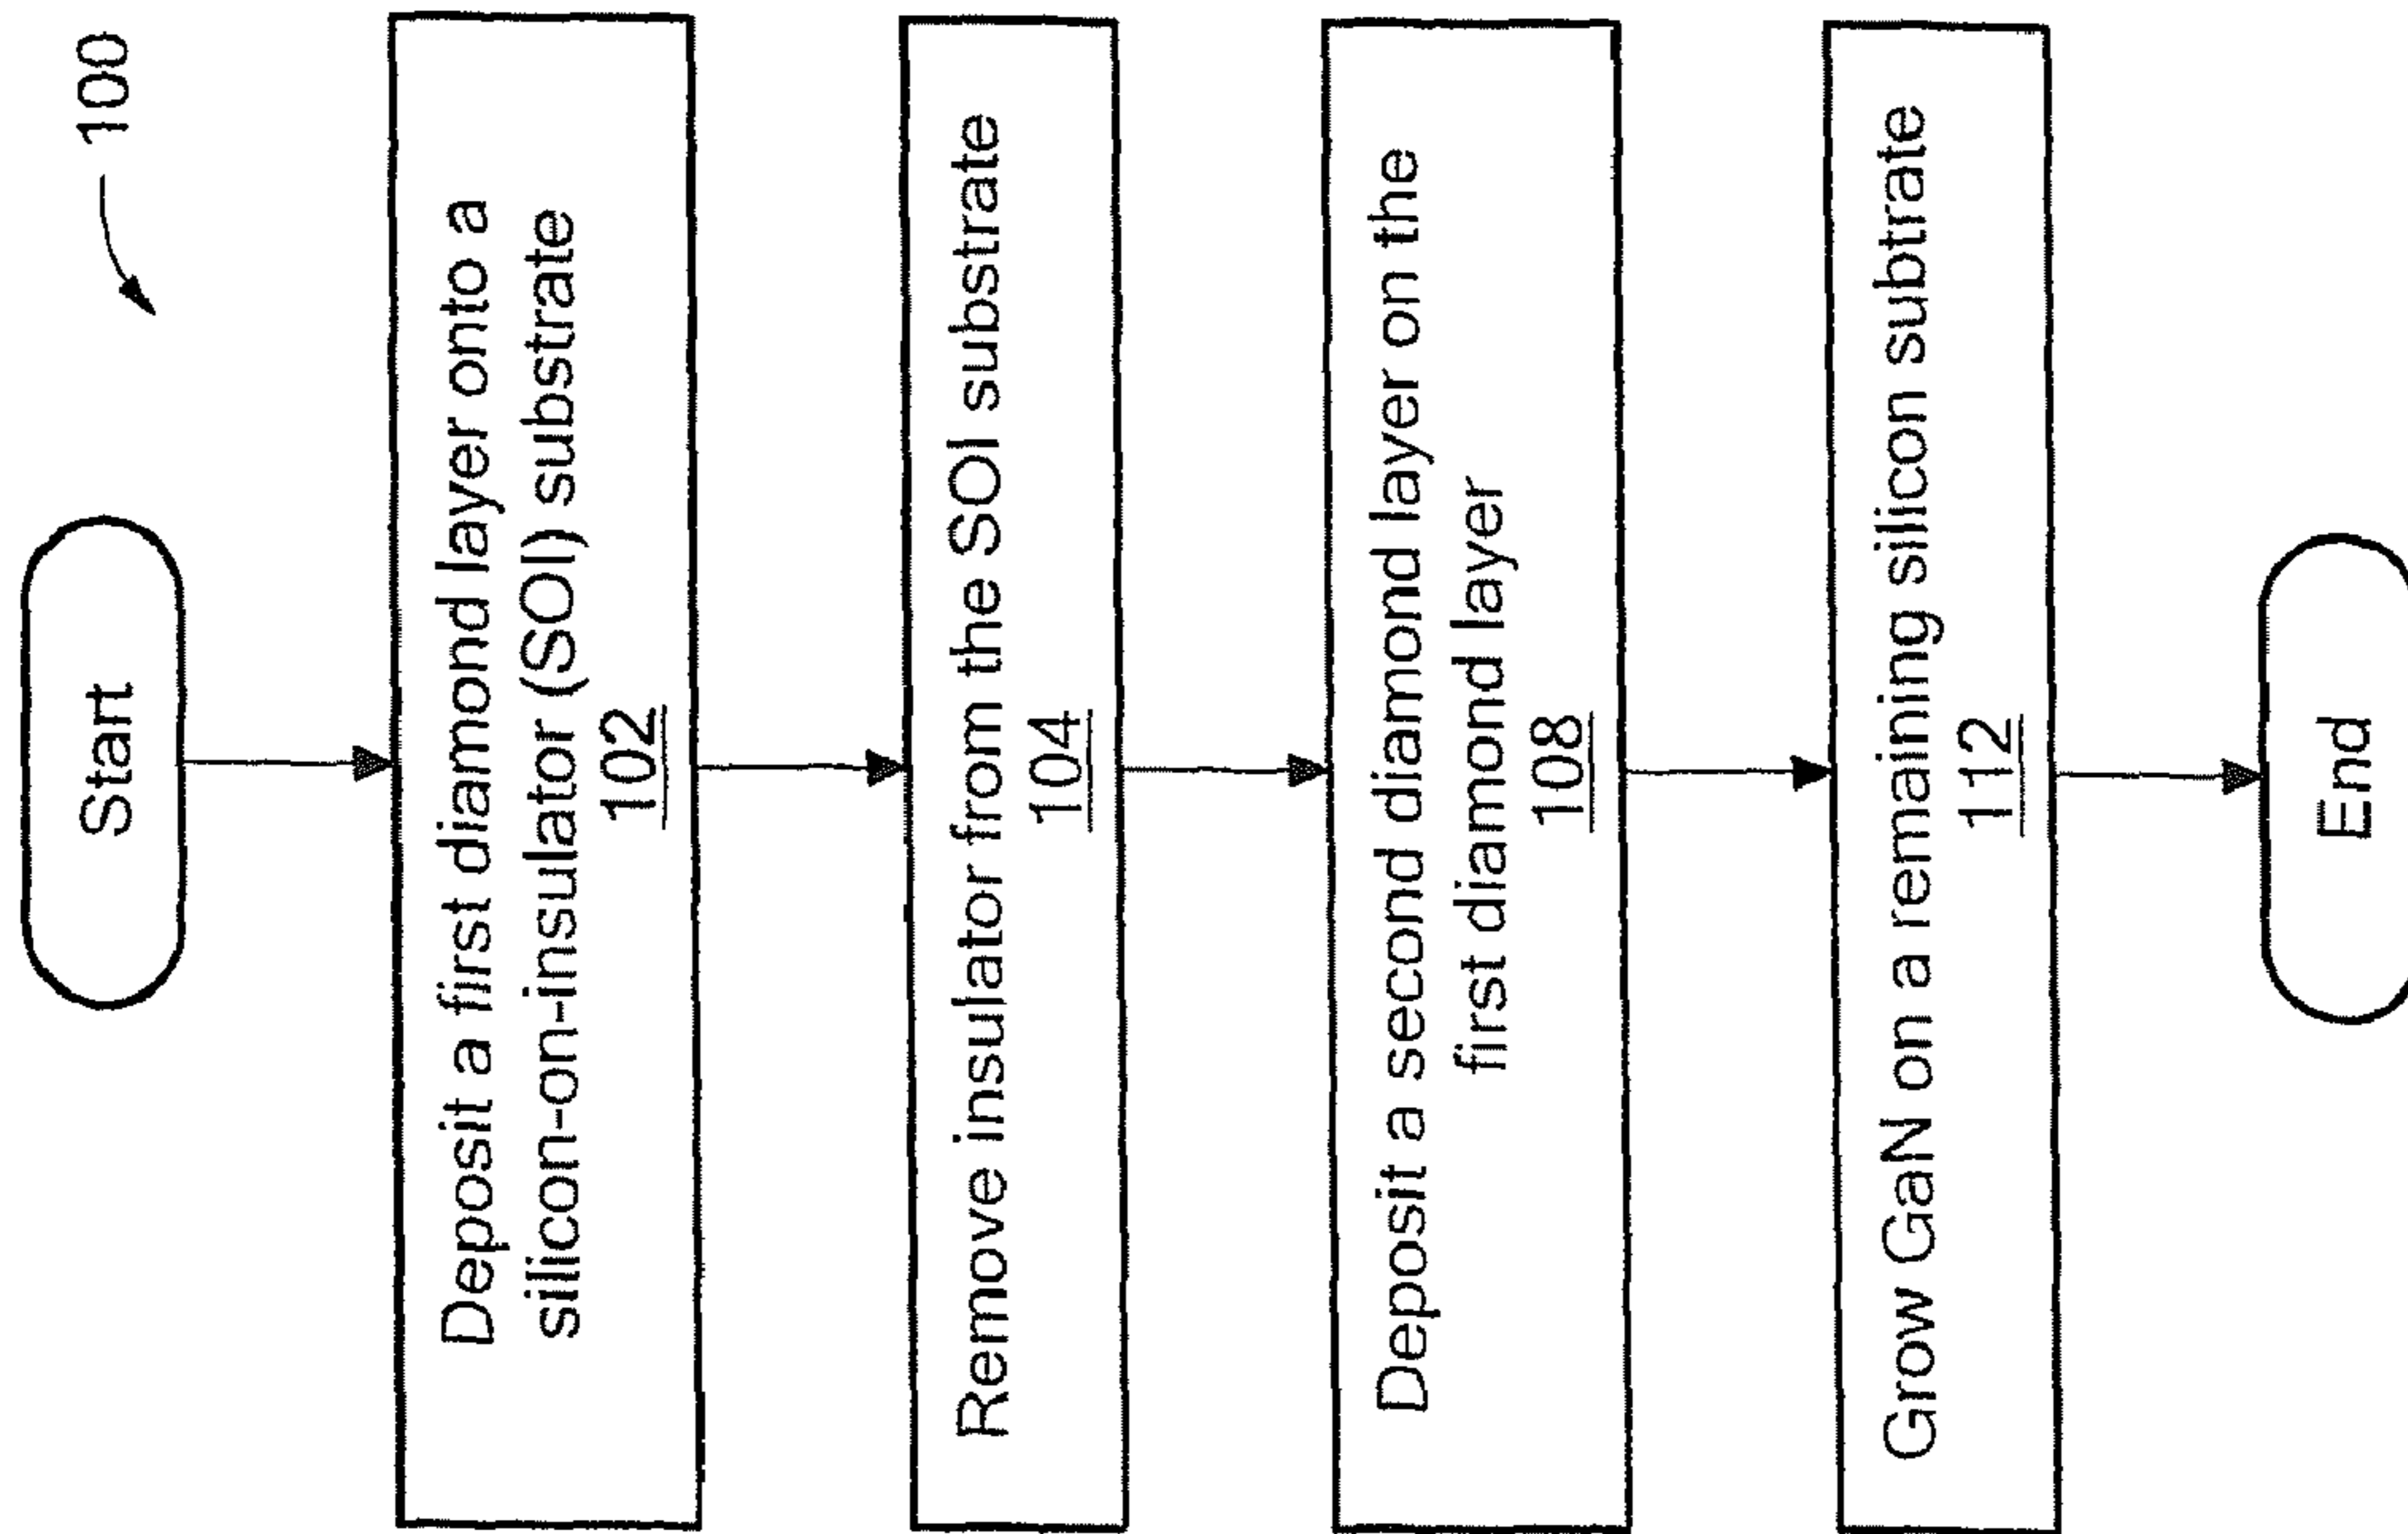 100
Start
Deposit a first diamond layer onto a
silicon-on-insulator (SOI) substrate
102
Remove insulator from the SOI substrate
104
Deposit a second diamond layer on the
first diamond layer
108
Grow GaN on a remaining silicon subtrate
112
End